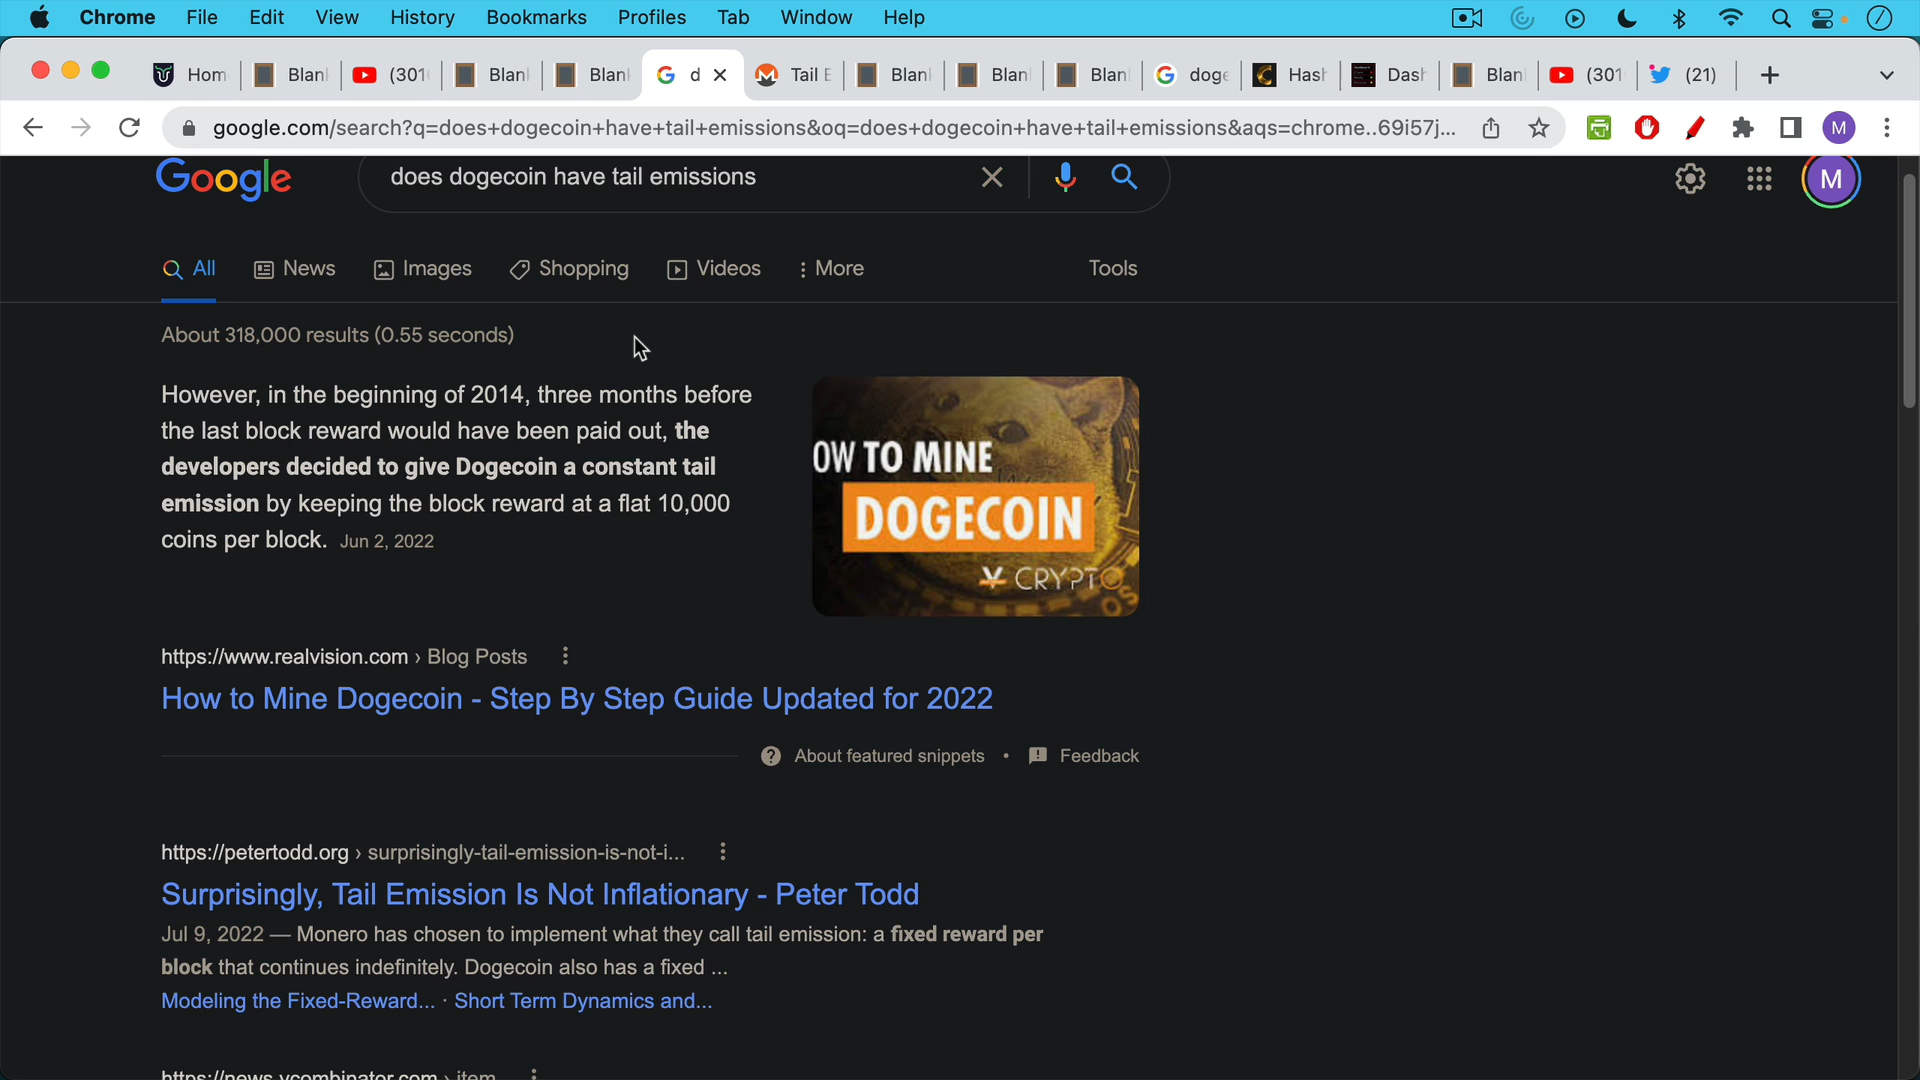 Chrome File Edit View History Bookmarks Profiles Tab Window Help
Hom Blan (301 Blan Blan d Tail E Blan Blan Blan doge Hash Dash Blan (301 (21)
google.com/search?q=does+dogecoin+have+tail+emissions&oq=does+dogecoin+have+tail+emissions&aqs=chrome..69i57j... M
Google does dogecoin have tail emissions M
All News Images Shopping Videos More Tools
About 318,000 results (0.55 seconds)
However, in the beginning of 2014, three months before
the last block reward would have been paid out, the
developers decided to give Dogecoin a constant tail
emission by keeping the block reward at a flat 10,000
coins per block. Jun 2, 2022
OW TO MINE
DOGECOIN
CRYPTO
https://www.realvision.com › Blog Posts
How to Mine Dogecoin - Step By Step Guide Updated for 2022
About featured snippets • Feedback
https://petertodd.org › surprisingly-tail-emission-is-not-i...
Surprisingly, Tail Emission Is Not Inflationary - Peter Todd
Jul 9, 2022 — Monero has chosen to implement what they call tail emission: a fixed reward per
block that continues indefinitely. Dogecoin also has a fixed ...
Modeling the Fixed-Reward... · Short Term Dynamics and...
https://news.ycombinator.com › item